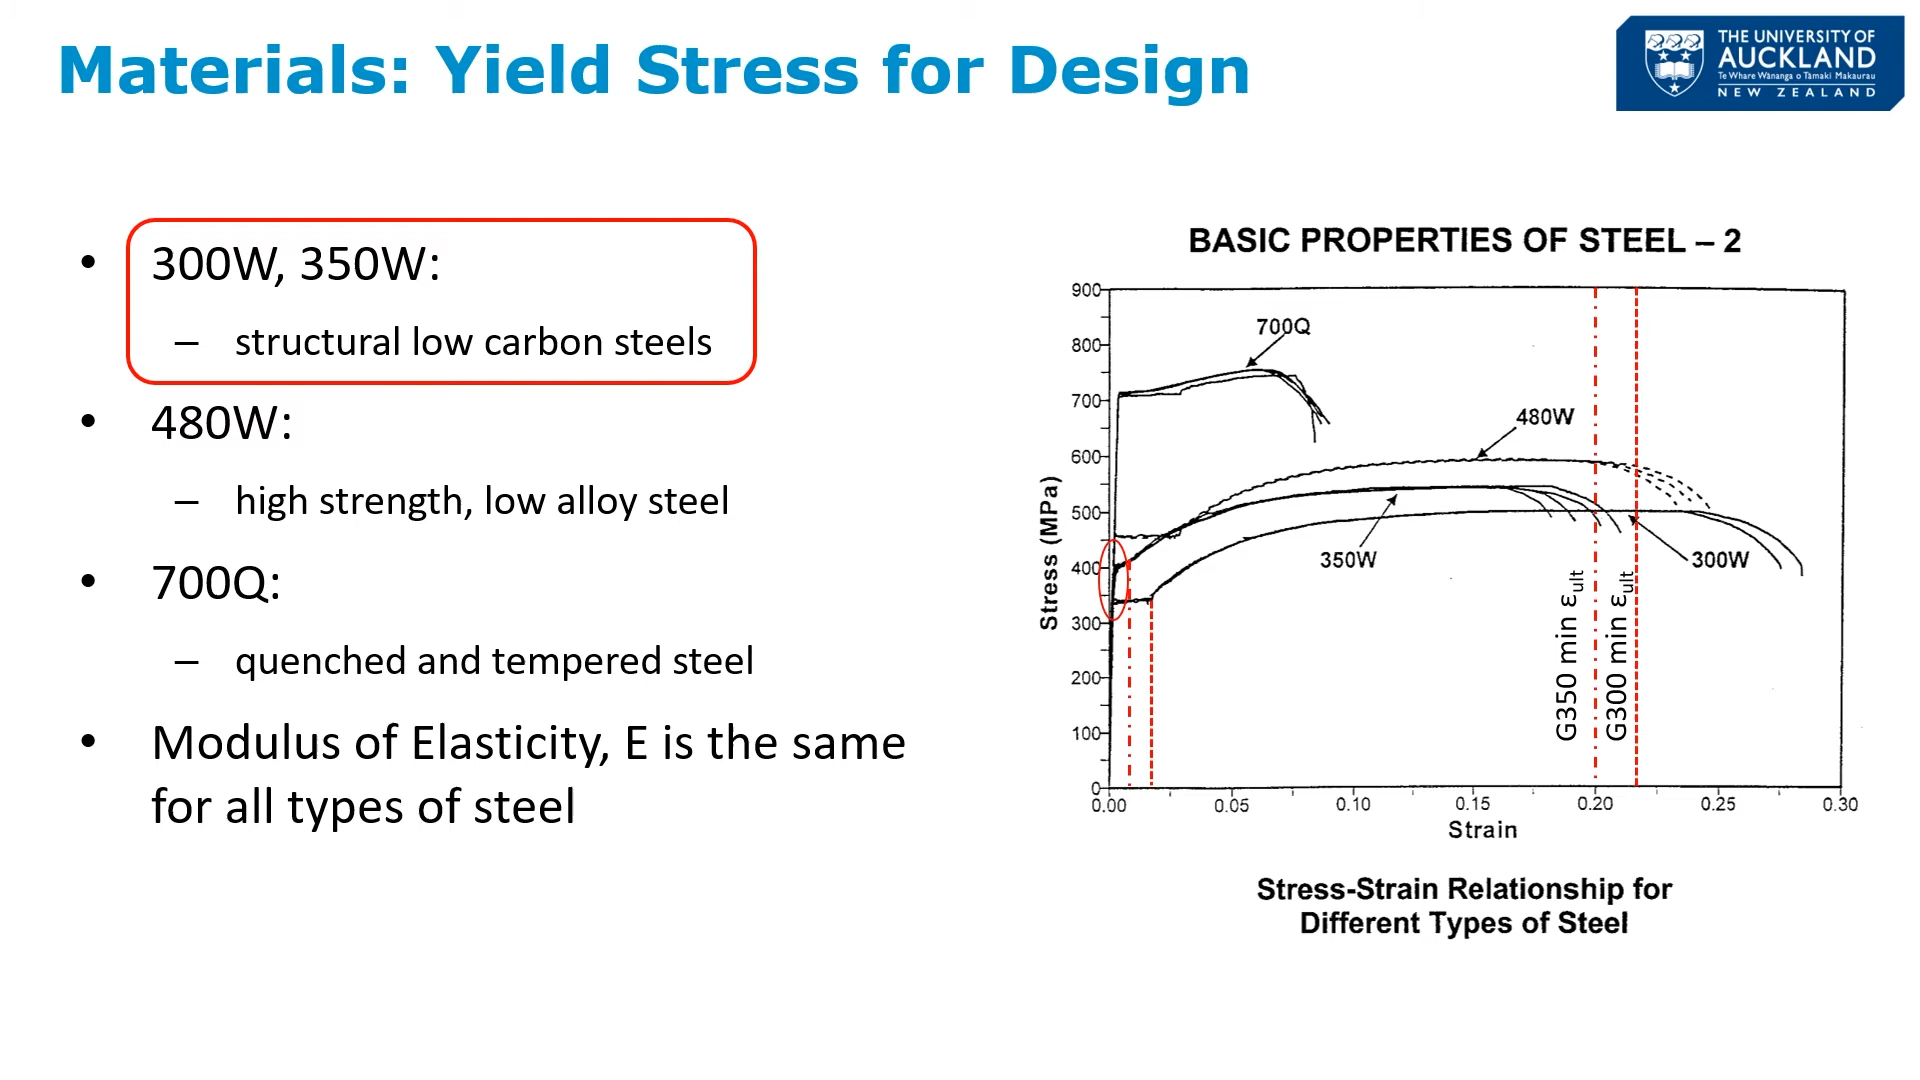 Materials: Yield Stress for Design
THE UNIVERSITY OF
AUCKLAND
Te Whare Wānanga o Tāmaki Makaurau
NEW ZEALAND
• 300W, 350W:
– structural low carbon steels
• 480W:
– high strength, low alloy steel
• 700Q:
– quenched and tempered steel
• Modulus of Elasticity, E is the same
for all types of steel
BASIC PROPERTIES OF STEEL – 2
900
800
700
600
500
400
300
200
100
0
Stress (MPa)
700Q
480W
350W
300W
G350 min εult
G300 min εult
0.00
0.05
0.10
0.15
0.20
0.25
0.30
Strain
Stress-Strain Relationship for
Different Types of Steel